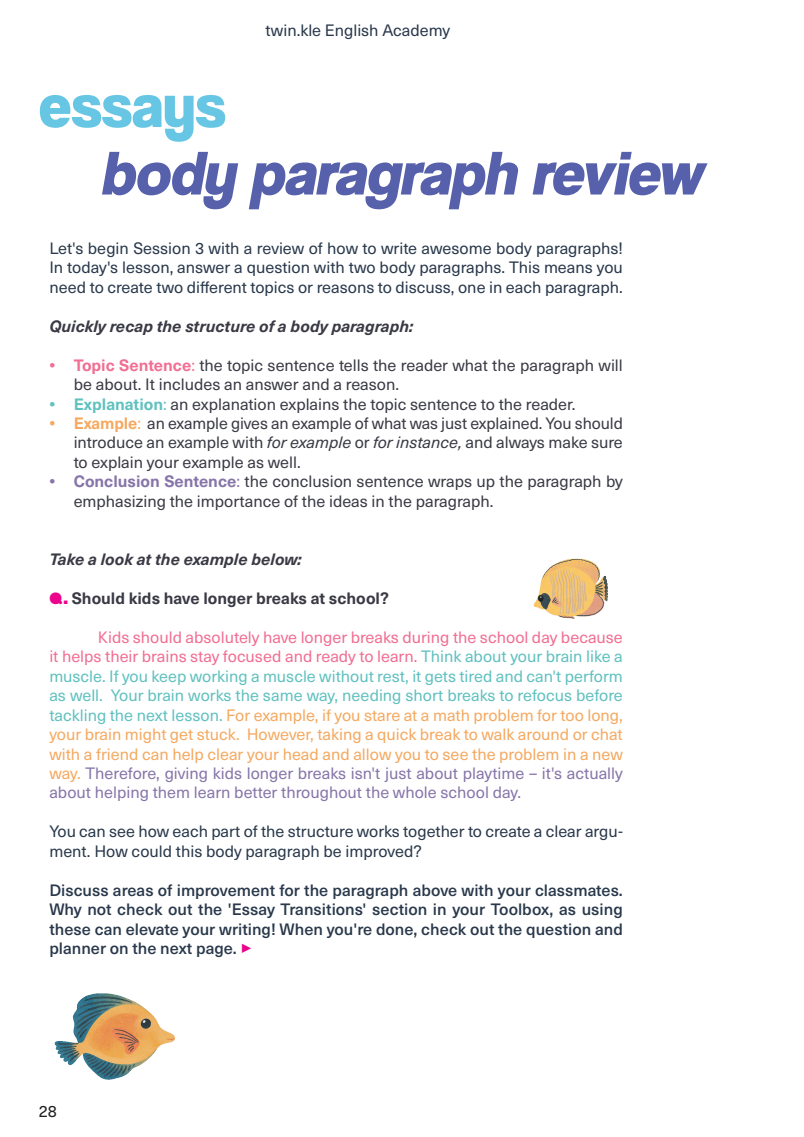 twin.kle English Academy
essays
body paragraph review
Let's begin Session 3 with a review of how to write awesome body paragraphs!
In today's lesson, answer a question with two body paragraphs. This means you
need to create two different topics or reasons to discuss, one in each paragraph.
Quickly recap the structure of a body paragraph:
• Topic Sentence: the topic sentence tells the reader what the paragraph will
be about. It includes an answer and a reason.
• Explanation: an explanation explains the topic sentence to the reader.
• Example: an example gives an example of what was just explained. You should
introduce an example with for example or for instance, and always make sure
to explain your example as well.
• Conclusion Sentence: the conclusion sentence wraps up the paragraph by
emphasizing the importance of the ideas in the paragraph.
Take a look at the example below:
Q. Should kids have longer breaks at school?
Kids should absolutely have longer breaks during the school day because
it helps their brains stay focused and ready to learn. Think about your brain like a
muscle. If you keep working a muscle without rest, it gets tired and can't perform
as well. Your brain works the same way, needing short breaks to refocus before
tackling the next lesson. For example, if you stare at a math problem for too long,
your brain might get stuck. However, taking a quick break to walk around or chat
with a friend can help clear your head and allow you to see the problem in a new
way. Therefore, giving kids longer breaks isn't just about playtime – it's actually
about helping them learn better throughout the whole school day.
You can see how each part of the structure works together to create a clear argu-
ment. How could this body paragraph be improved?
Discuss areas of improvement for the paragraph above with your classmates.
Why not check out the 'Essay Transitions' section in your Toolbox, as using
these can elevate your writing! When you're done, check out the question and
planner on the next page. ►
28